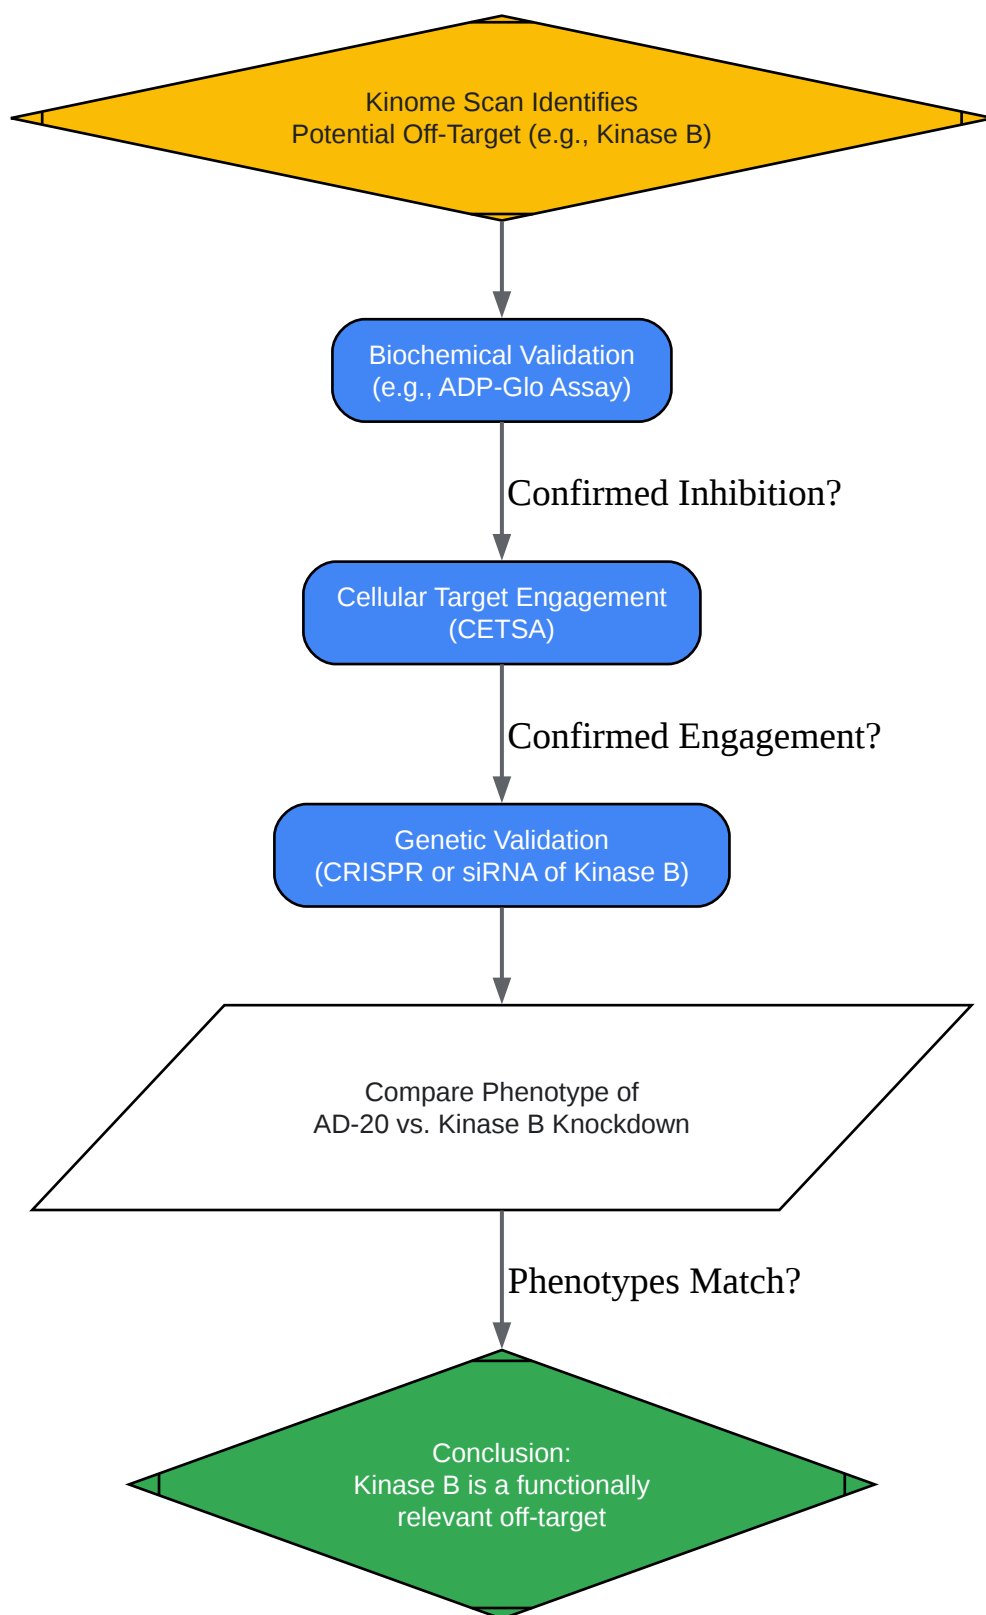 Kinome Scan Identifies
Potential Off-Target (e.g., Kinase B)
Biochemical Validation
(e.g., ADP-Glo Assay)
Confirmed Inhibition?
Cellular Target Engagement
(CETSA)
Confirmed Engagement?
Genetic Validation
(CRISPR or siRNA of Kinase B)
Compare Phenotype of
AD-20 vs. Kinase B Knockdown
Phenotypes Match?
Conclusion:
Kinase B is a functionally
relevant off-target